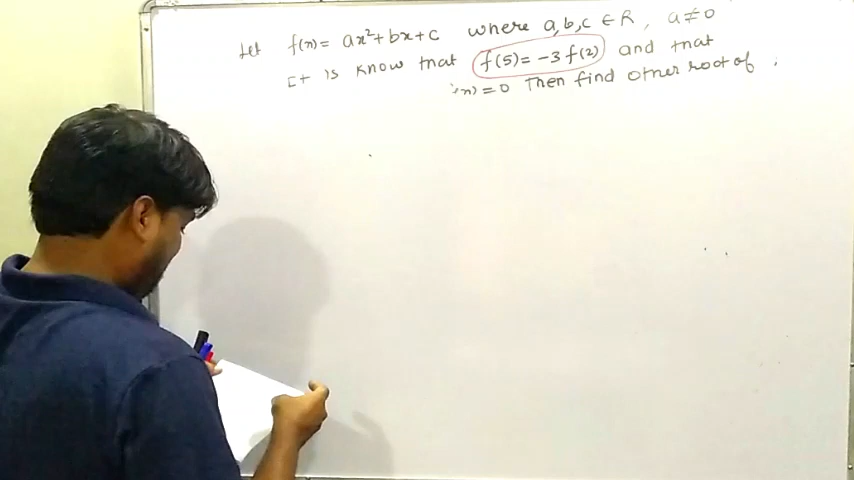 Let f(x) = ax²+bx+c where a,b,c ∈ R, a≠0
It is know that f(5) = -3 f(2) and that
(x) = 0 Then find other root of